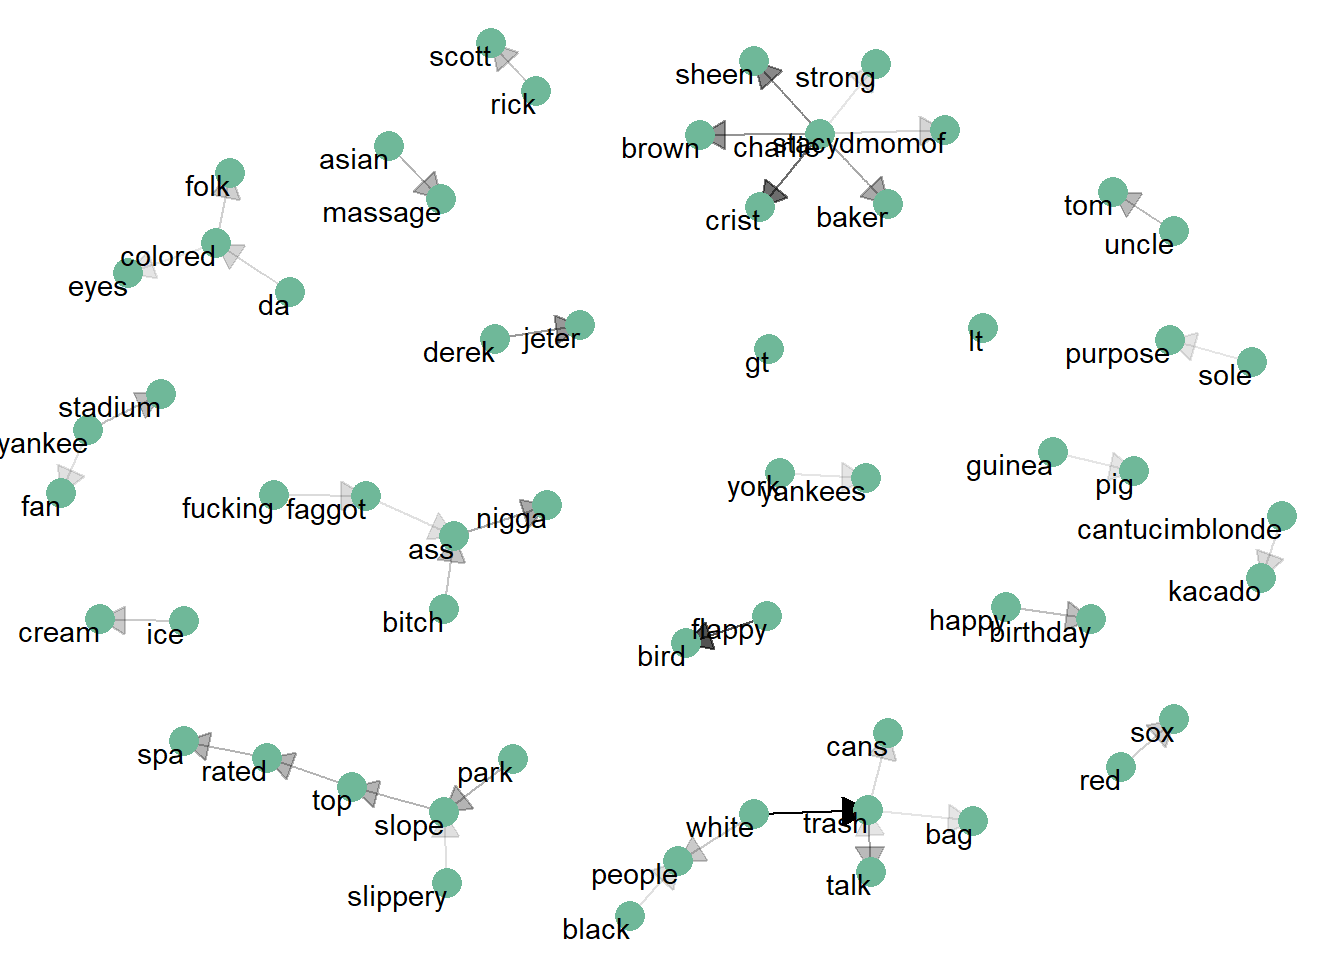 scott
rick
sheen
strong
asian
brown
charlie
stacydmomof
folk
massage
crist
baker
tom
uncle
colored
eyes
da
derek
jeter
gt
lt
purpose
sole
stadium
yankee
fan
fucking
faggot
nigga
ass
york
yankees
guinea
pig
cantucimblonde
kacado
cream
ice
bitch
bird
flappy
happy
birthday
spa
rated
top
park
slope
slippery
cans
sox
red
white
trash
bag
people
talk
black